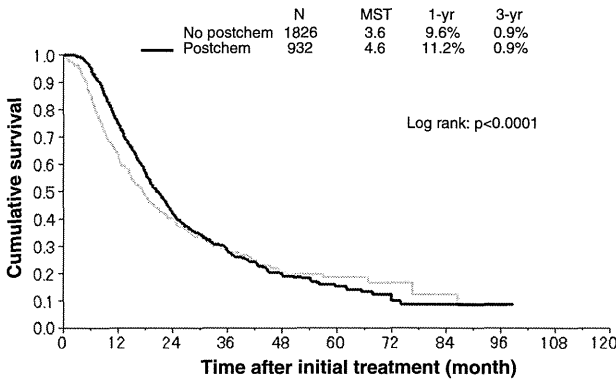 N MST 1-yr 3-yr
No postchem 1826 3.6 9.6% 0.9%
Postchem 932 4.6 11.2% 0.9%
Log rank: p<0.0001
Cumulative survival
1.0
0.9
0.8
0.7
0.6
0.5
0.4
0.3
0.2
0.1
0.0
0 12 24 36 48 60 72 84 96 108 120
Time after initial treatment (month)